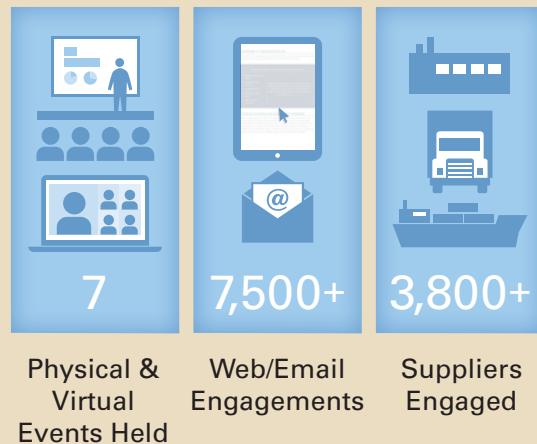 @
7
Physical &
Virtual
Events Held
7,500+
Web/Email
Engagements
3,800+
Suppliers
Engaged